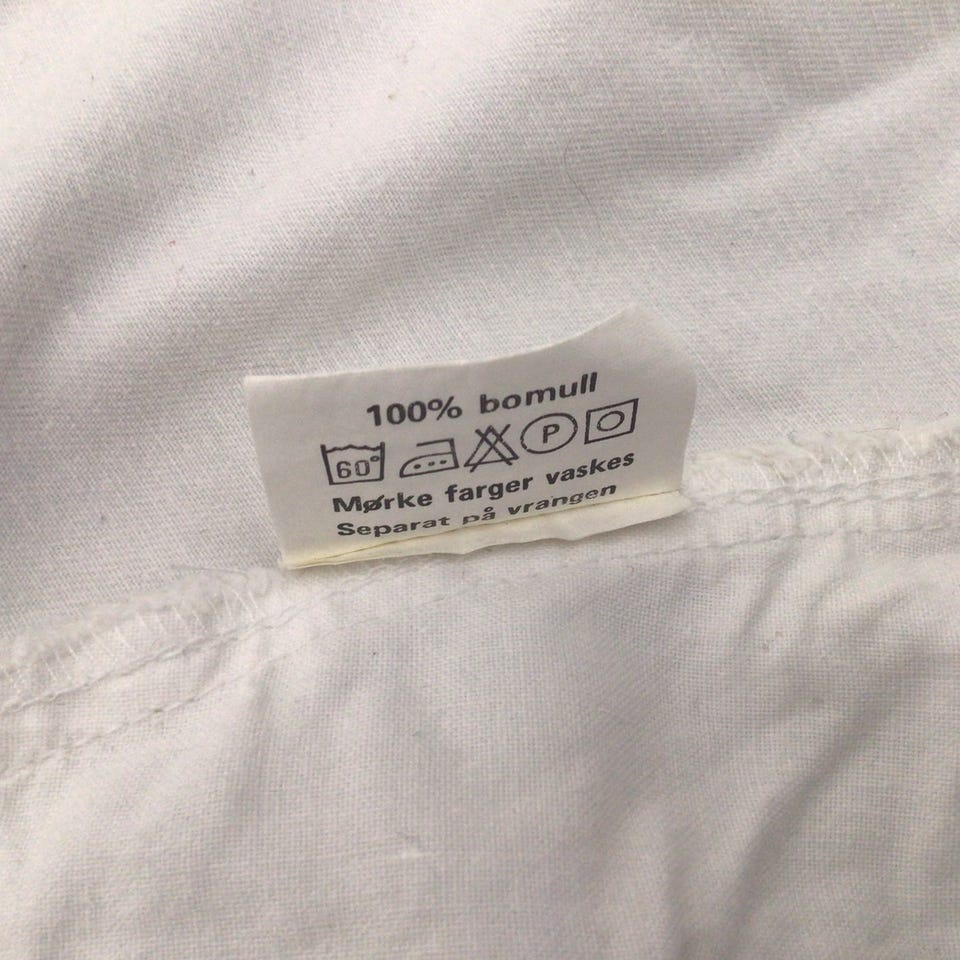 100% bomull
60° P
Mørke farger vaskes
Separat på vrangen